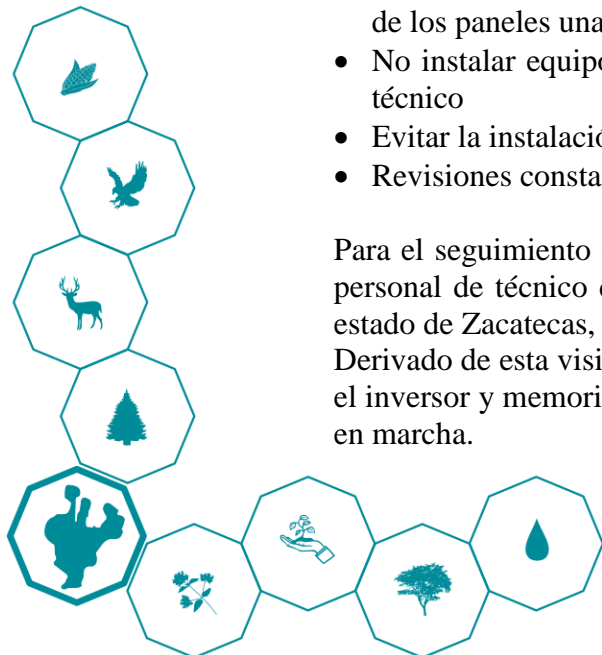 de los paneles una
• No instalar equipo
técnico
• Evitar la instalació
• Revisiones consta
Para el seguimiento
personal de técnico
estado de Zacatecas,
Derivado de esta visi
el inversor y memori
en marcha.